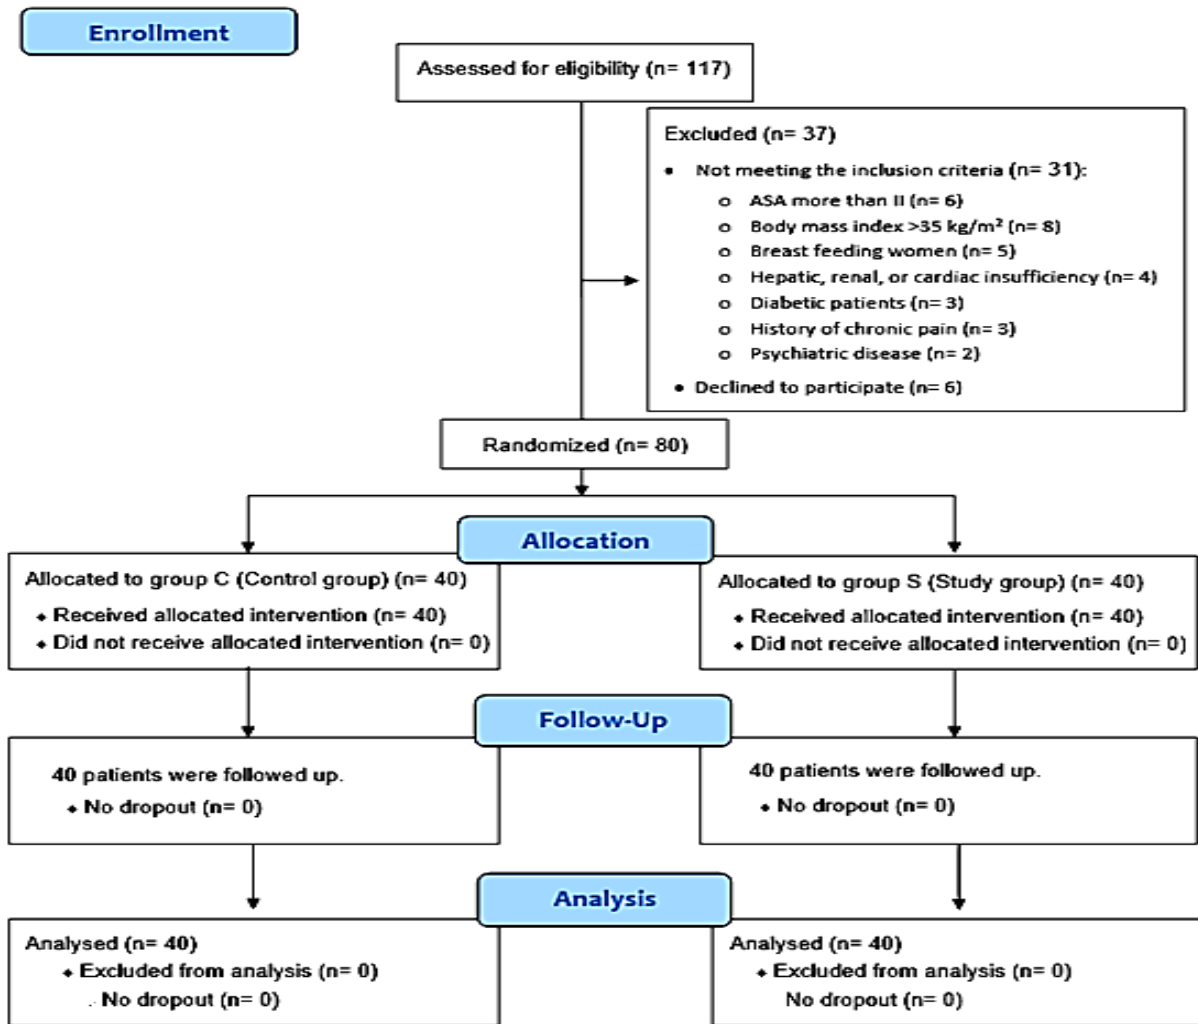 Enrollment
Assessed for eligibility (n= 117)
Excluded (n= 37)
• Not meeting the inclusion criteria (n= 31):
o ASA more than II (n= 6)
o Body mass index >35 kg/m² (n= 8)
o Breast feeding women (n= 5)
o Hepatic, renal, or cardiac insufficiency (n= 4)
o Diabetic patients (n= 3)
o History of chronic pain (n= 3)
o Psychiatric disease (n= 2)
• Declined to participate (n= 6)
Randomized (n= 80)
Allocation
Allocated to group C (Control group) (n= 40)
♦ Received allocated intervention (n= 40)
♦ Did not receive allocated intervention (n= 0)
Allocated to group S (Study group) (n= 40)
♦ Received allocated intervention (n= 40)
♦ Did not receive allocated intervention (n= 0)
Follow-Up
40 patients were followed up.
♦ No dropout (n= 0)
40 patients were followed up.
♦ No dropout (n= 0)
Analysis
Analysed (n= 40)
♦ Excluded from analysis (n= 0)
. No dropout (n= 0)
Analysed (n= 40)
♦ Excluded from analysis (n= 0)
No dropout (n= 0)